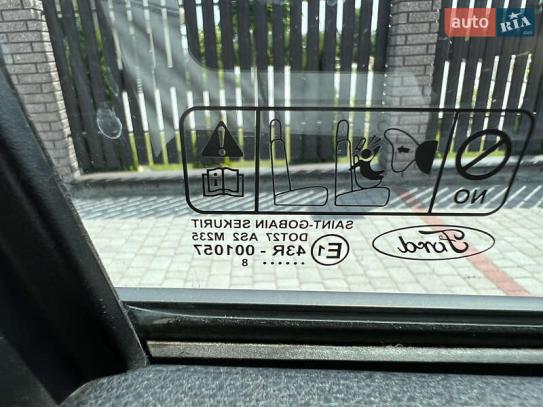 auto RIA
NO
SAINT-GOBAIN SEKURIT
DOT27 AS2 M235
43R - 001057
E1
..... 8
Ford